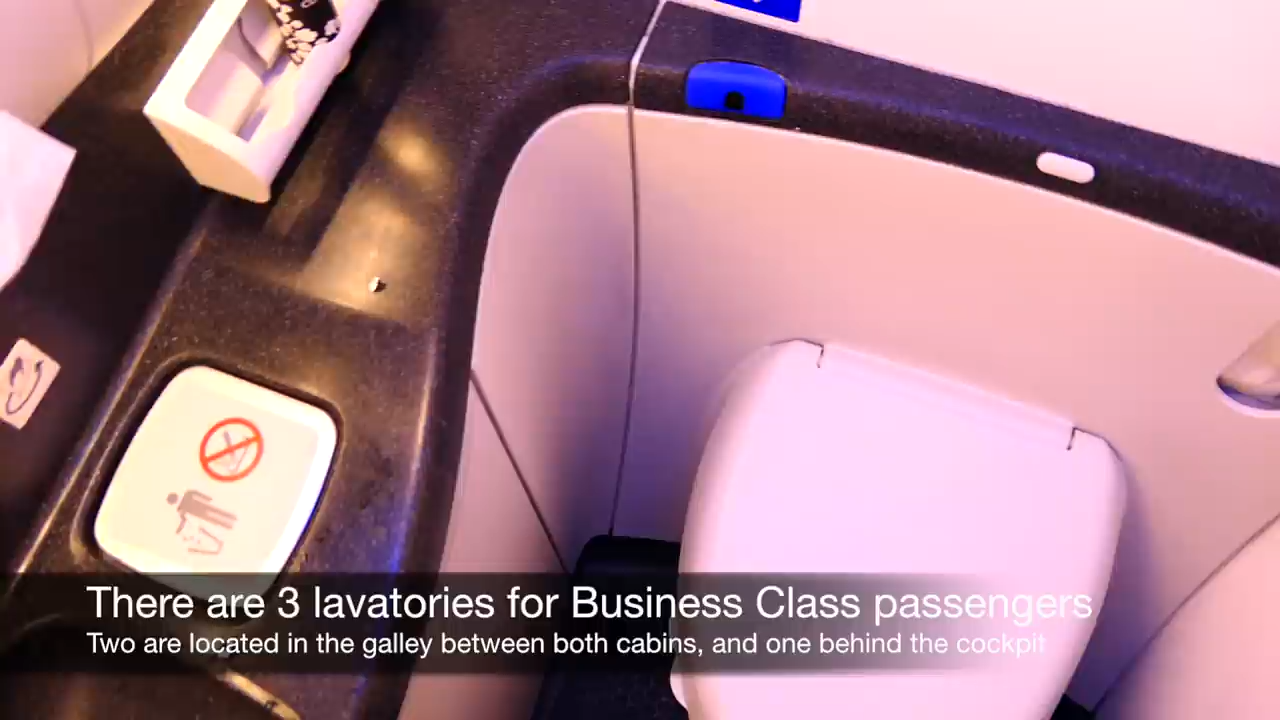 There are 3 lavatories for Business Class passengers
Two are located in the galley between both cabins, and one behind the cockpit